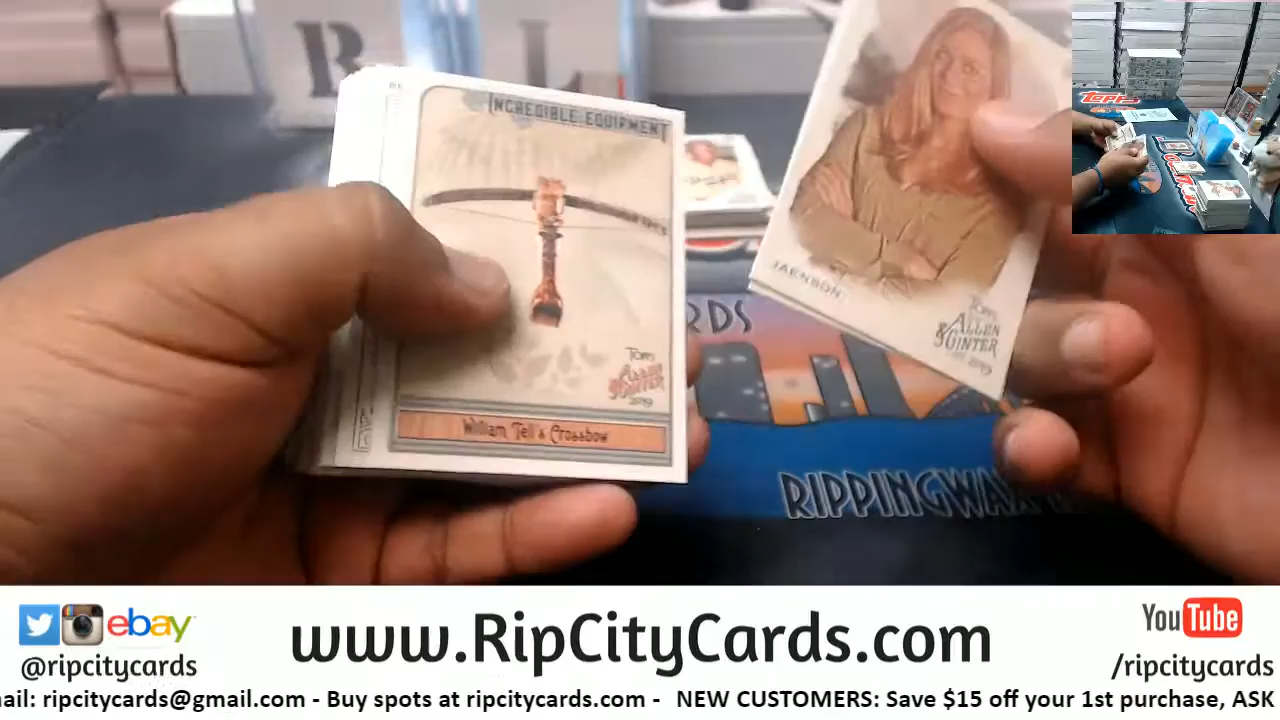 B L
INCREDIBLE EQUIPMENT
TOPPS
ALLEN
& GINTER
2019
William Tell's Crossbow
JAENSON
TOPPS
ALLEN
& GINTER
2019
TOPPS
RDS
RIPPINGWAX
ebay
www.RipCityCards.com
YouTube
@ripcitycards
/ripcitycards
ail: ripcitycards@gmail.com - Buy spots at ripcitycards.com - NEW CUSTOMERS: Save $15 off your 1st purchase, ASK